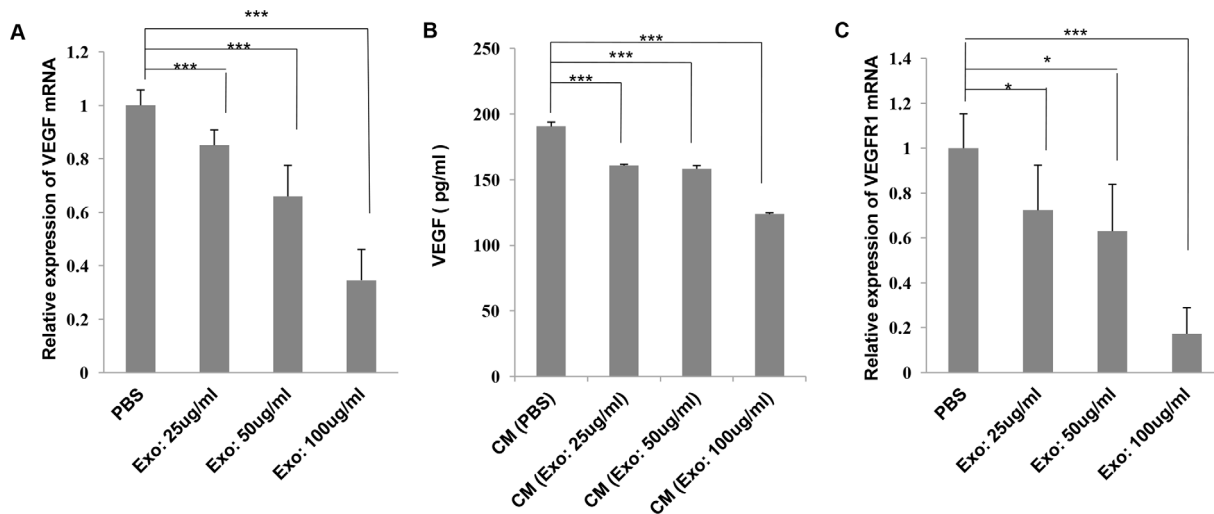 A
Relative expression of VEGF mRNA
1.2
1
0.8
0.6
0.4
0.2
0
***
***
***
PBS
Exo: 25ug/ml
Exo: 50ug/ml
Exo: 100ug/ml
B
VEGF ( pg/ml )
250
200
150
100
50
0
***
***
***
CM (PBS)
CM (Exo: 25ug/ml)
CM (Exo: 50ug/ml)
CM (Exo: 100ug/ml)
C
Relative expression of VEGFR1 mRNA
1.4
1.2
1
0.8
0.6
0.4
0.2
0
***
*
*
PBS
Exo: 25ug/ml
Exo: 50ug/ml
Exo: 100ug/ml